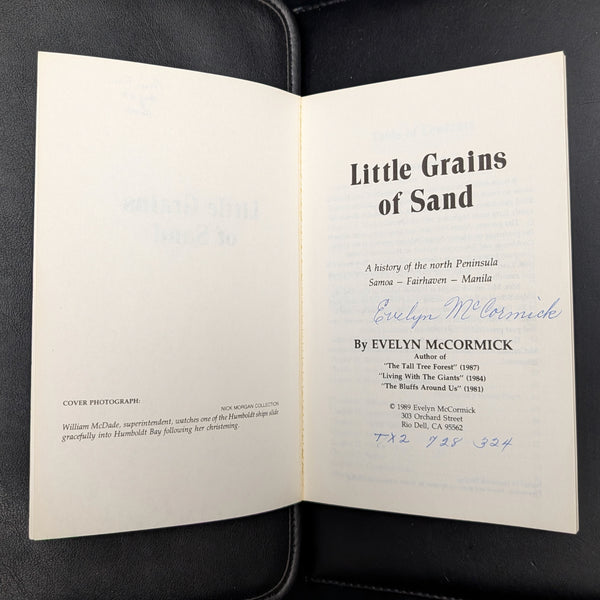 COVER PHOTOGRAPH:
NICK MORGAN COLLECTION
William McDade, superintendent, watches one of the Humboldt ships slide
gracefully into Humboldt Bay following her christening.
Little Grains
of Sand
A history of the north Peninsula
Samoa – Fairhaven – Manila
Evelyn McCormick
By EVELYN McCORMICK
Author of
"The Tall Tree Forest" (1987)
"Living With The Giants" (1984)
"The Bluffs Around Us" (1981)
© 1989 Evelyn McCormick
303 Orchard Street
Rio Dell, CA 95562
TX2 728 324